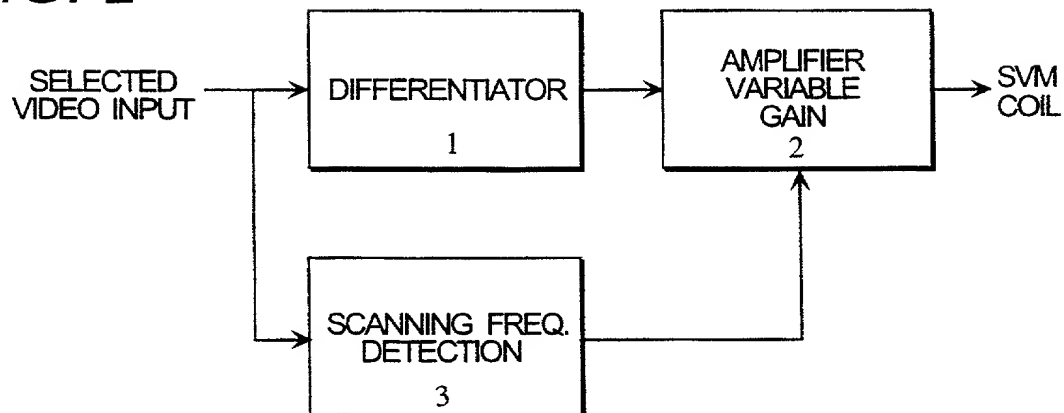 SELECTED
VIDEO INPUT
DIFFERENTIATOR
1
AMPLIFIER
VARIABLE
GAIN
2
SVM
COIL
SCANNING FREQ.
DETECTION
3